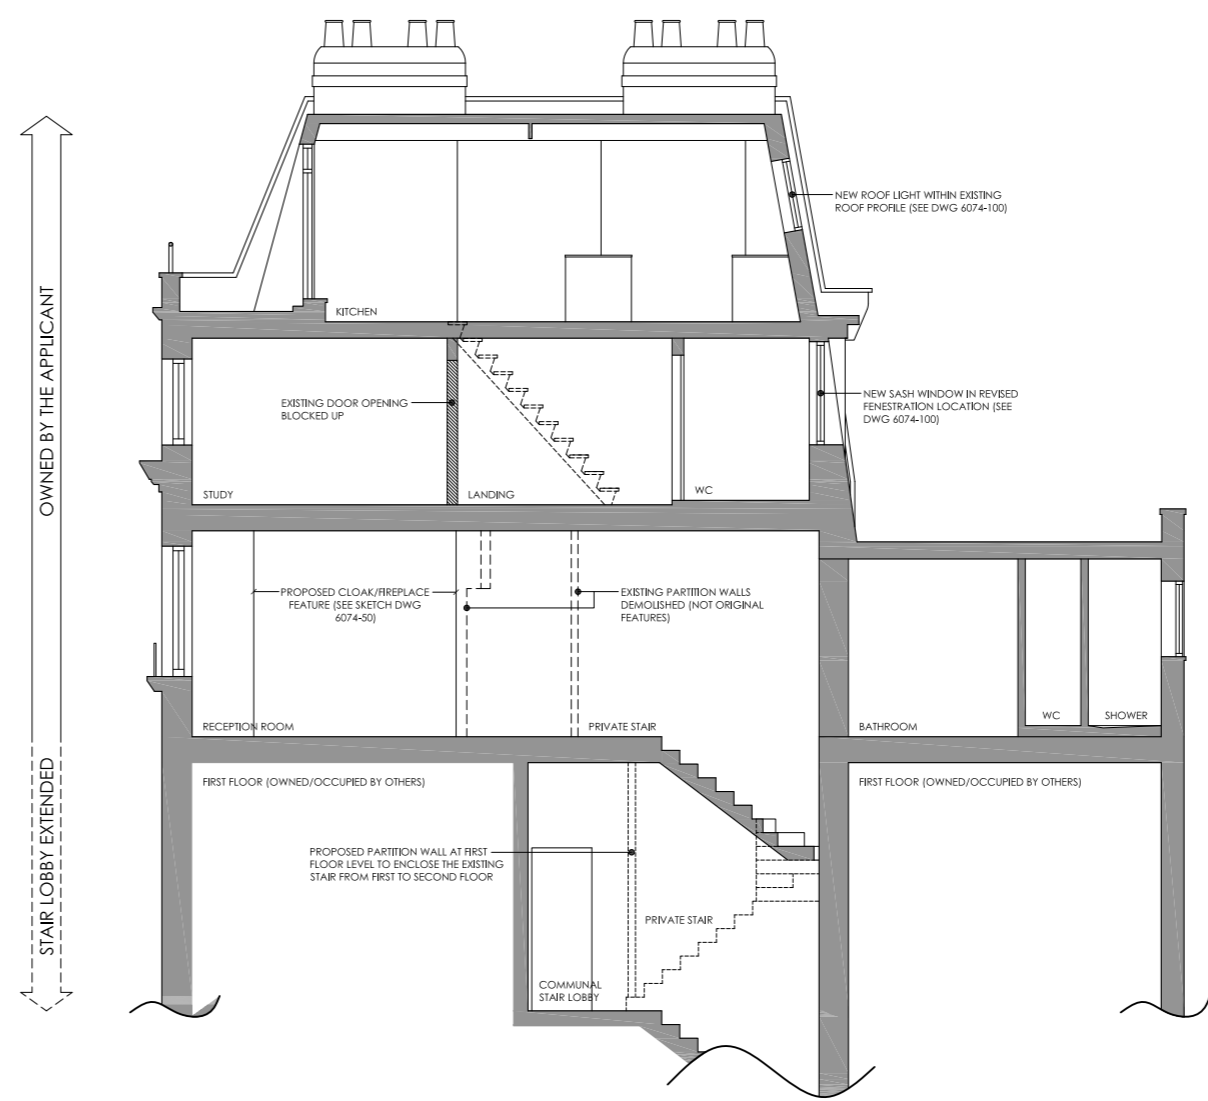 NEW ROOF LIGHT WITHIN EXISTING
ROOF PROFILE (SEE DWG 6074-100)
KITCHEN
OWNED BY THE APPLICANT
EXISTING DOOR OPENING
BLOCKED UP
NEW SASH WINDOW IN REVISED
FENESTRATION LOCATION (SEE
DWG 6074-100)
STUDY
LANDING
WC
PROPOSED CLOAK/FIREPLACE
FEATURE (SEE SKETCH DWG
6074-50)
EXISTING PARTITION WALLS
DEMOLISHED (NOT ORIGINAL
FEATURES)
RECEPTION ROOM
PRIVATE STAIR
BATHROOM
WC
SHOWER
STAIR LOBBY EXTENDED
FIRST FLOOR (OWNED/OCCUPIED BY OTHERS)
FIRST FLOOR (OWNED/OCCUPIED BY OTHERS)
PROPOSED PARTITION WALL AT FIRST
FLOOR LEVEL TO ENCLOSE THE EXISTING
STAIR FROM FIRST TO SECOND FLOOR
PRIVATE STAIR
COMMUNAL
STAIR LOBBY